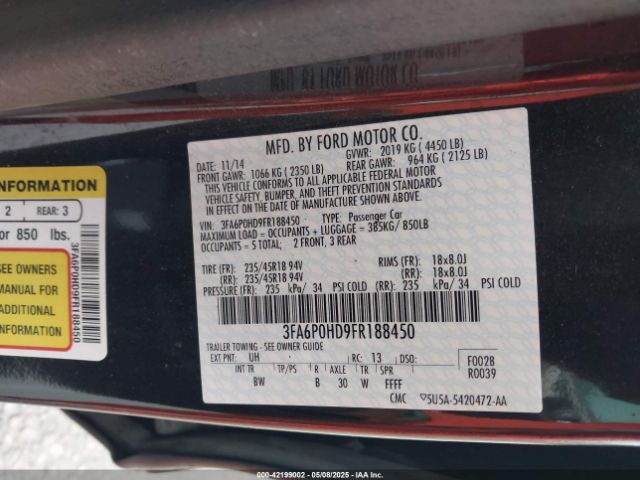 MFD. BY FORD MOTOR CO.
DATE: 11/14 GVWR: 2019 KG ( 4450 LB)
FRONT GAWR: 1066 KG ( 2350 LB) REAR GAWR: 964 KG ( 2125 LB)
THIS VEHICLE CONFORMS TO ALL APPLICABLE FEDERAL MOTOR
VEHICLE SAFETY, BUMPER, AND THEFT PREVENTION STANDARDS
IN EFFECT ON THE DATE OF MANUFACTURE SHOWN ABOVE.
VIN: 3FA6P0HD9FR188450 TYPE: Passenger Car
MAXIMUM LOAD = OCCUPANTS + LUGGAGE = 385KG/ 850LB
OCCUPANTS = 5 TOTAL; 2 FRONT, 3 REAR
TIRE (FR): 235/45R18 94V RIMS (FR): 18x8.0J
(RR): 235/45R18 94V (RR): 18x8.0J
PRESSURE (FR): 235 kPa/ 34 PSI COLD (RR): 235 kPa/ 34 PSI COLD
3FA6P0HD9FR188450
TRAILER TOWING - SEE OWNER GUIDE
EXT PNT: UH RC: 13 DSO: F0028
R0039
INT TR TP/PS R AXLE TR SPR
BW B 30 W FFFF
CMC 5U5A-5420472-AA
INFORMATION
2 REAR: 3
or 850 lbs.
SEE OWNERS
MANUAL FOR
ADDITIONAL
INFORMATION
3FA6P0HD9FR188450
MFD. BY FORD MOTOR CO.
000-42199002 - 05/08/2025 - IAA, Inc.